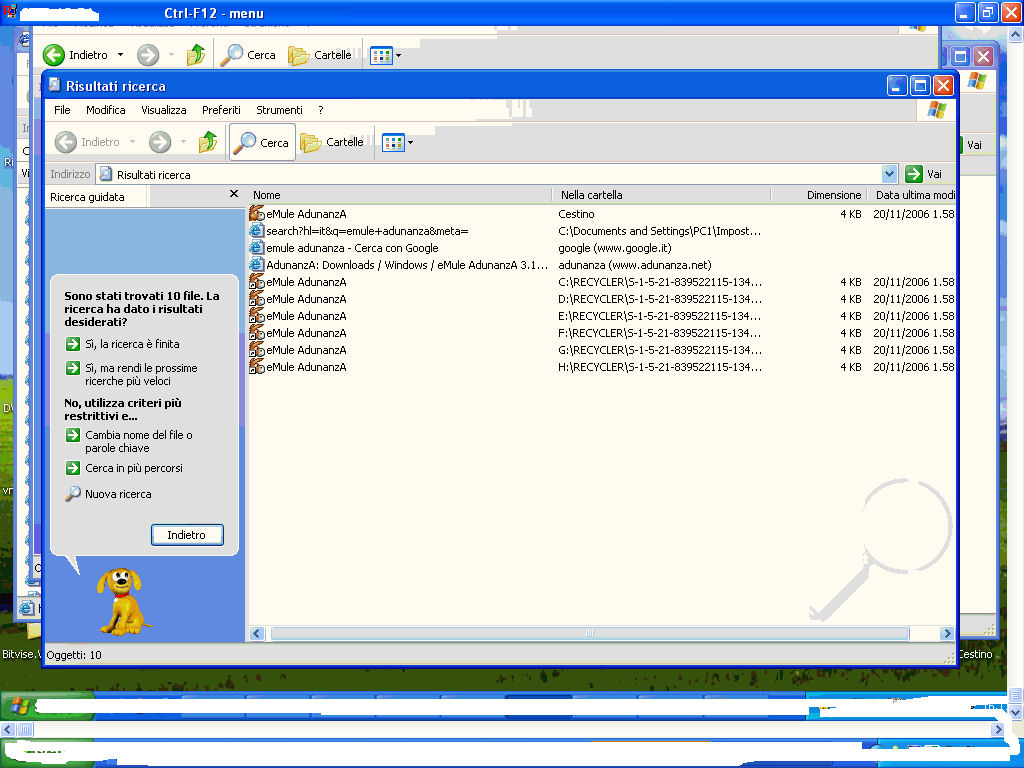 Ctrl-F12 - menu
Indietro Cerca Cartelle
Risultati ricerca
File Modifica Visualizza Preferiti Strumenti ?
Indietro Cerca Cartelle
Vai
Indirizzo Risultati ricerca Vai
Ricerca guidata
Nome Nella cartella Dimensione Data ultima modi
eMule AdunanzA Cestino 4 KB 20/11/2006 1.58
search?hl=it&q=emule+adunanza&meta= C:\Documents and Settings\PC1\Impost...
emule adunanza - Cerca con Google google (www.google.it)
AdunanzA: Downloads / Windows / eMule AdunanzA 3.1... adunanza (www.adunanza.net)
eMule AdunanzA C:\RECYCLER\S-1-5-21-839522115-134... 4 KB 20/11/2006 1.58
eMule AdunanzA D:\RECYCLER\S-1-5-21-839522115-134... 4 KB 20/11/2006 1.58
eMule AdunanzA E:\RECYCLER\S-1-5-21-839522115-134... 4 KB 20/11/2006 1.58
eMule AdunanzA F:\RECYCLER\S-1-5-21-839522115-134... 4 KB 20/11/2006 1.58
eMule AdunanzA G:\RECYCLER\S-1-5-21-839522115-134... 4 KB 20/11/2006 1.58
eMule AdunanzA H:\RECYCLER\S-1-5-21-839522115-134... 4 KB 20/11/2006 1.58
Sono stati trovati 10 file. La
ricerca ha dato i risultati
desiderati?
Sì, la ricerca è finita
Sì, ma rendi le prossime
ricerche più veloci
No, utilizza criteri più
restrittivi e...
Cambia nome del file o
parole chiave
Cerca in più percorsi
Nuova ricerca
Indietro
Oggetti: 10
Bitvise.
Cestino